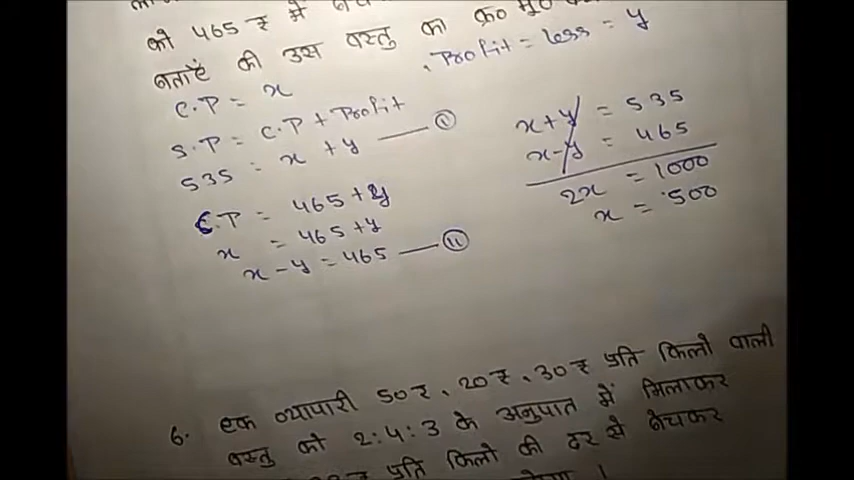 को 465 ₹ में
बताएँ की उस वस्तु का क्र० मू०
C.P = x , Profit = less = y
S.P = C.P + Profit
535 = x + y —— (i)
C.P = 465 + y
x = 465 + y
x - y = 465 —— (ii)
x + y = 535
x - y = 465
2x = 1000
x = 500
6. एक व्यापारी 50 ₹, 20 ₹, 30 ₹ प्रति किलो वाली
वस्तु को 2:4:3 के अनुपात में मिलाकर
प्रति किलो की दर से बेचकर